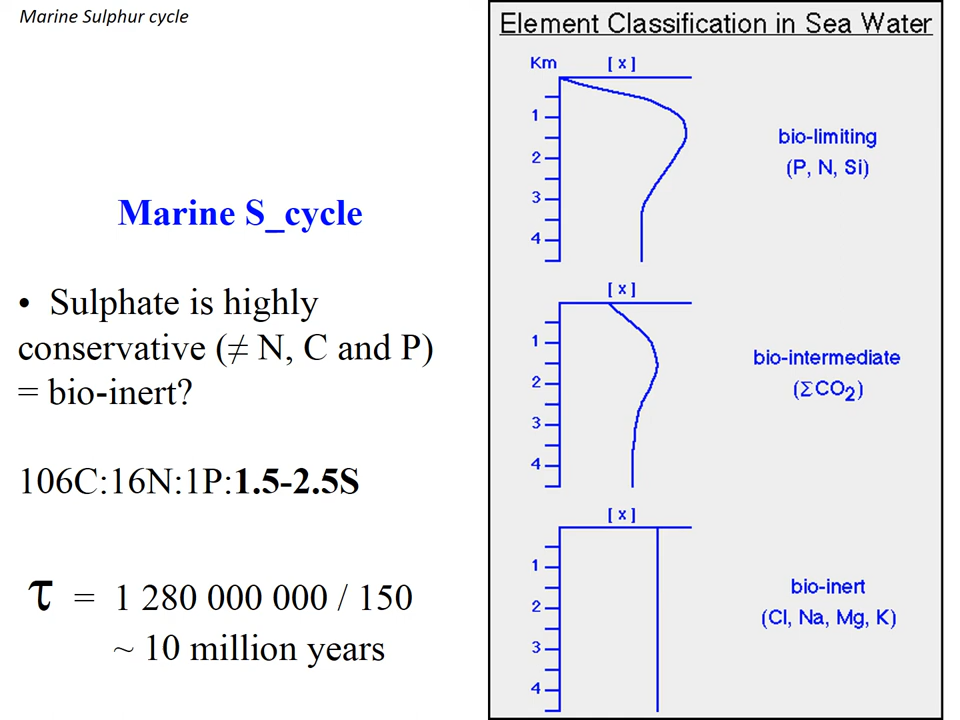 Marine Sulphur cycle
Marine S_cycle
• Sulphate is highly
conservative (≠ N, C and P)
= bio-inert?
106C:16N:1P:1.5-2.5S
τ = 1 280 000 000 / 150
~ 10 million years
Element Classification in Sea Water
Km [ x ]
1
2
3
4
bio-limiting
(P, N, Si)
[ x ]
1
2
3
4
bio-intermediate
(ΣCO2)
[ x ]
1
2
3
4
bio-inert
(Cl, Na, Mg, K)